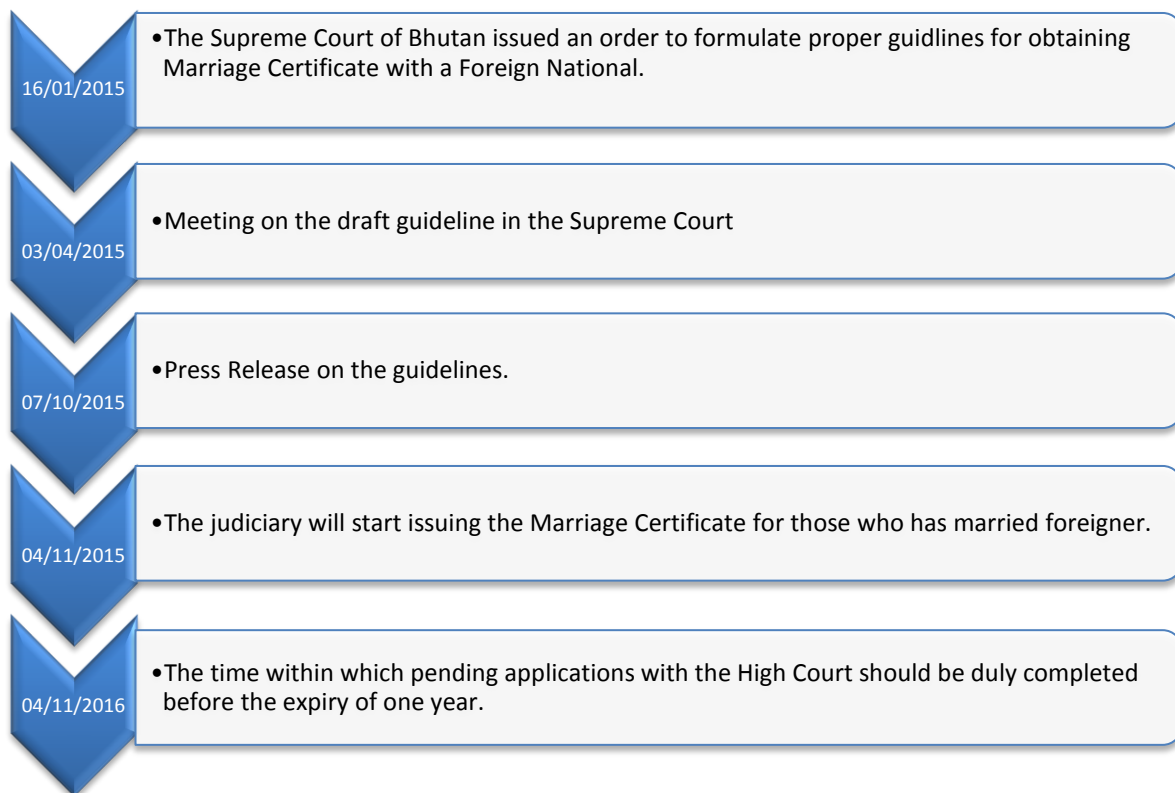 16/01/2015
•The Supreme Court of Bhutan issued an order to formulate proper guidlines for obtaining
Marriage Certificate with a Foreign National.
03/04/2015
•Meeting on the draft guideline in the Supreme Court
07/10/2015
•Press Release on the guidelines.
04/11/2015
•The judiciary will start issuing the Marriage Certificate for those who has married foreigner.
04/11/2016
•The time within which pending applications with the High Court should be duly completed
before the expiry of one year.